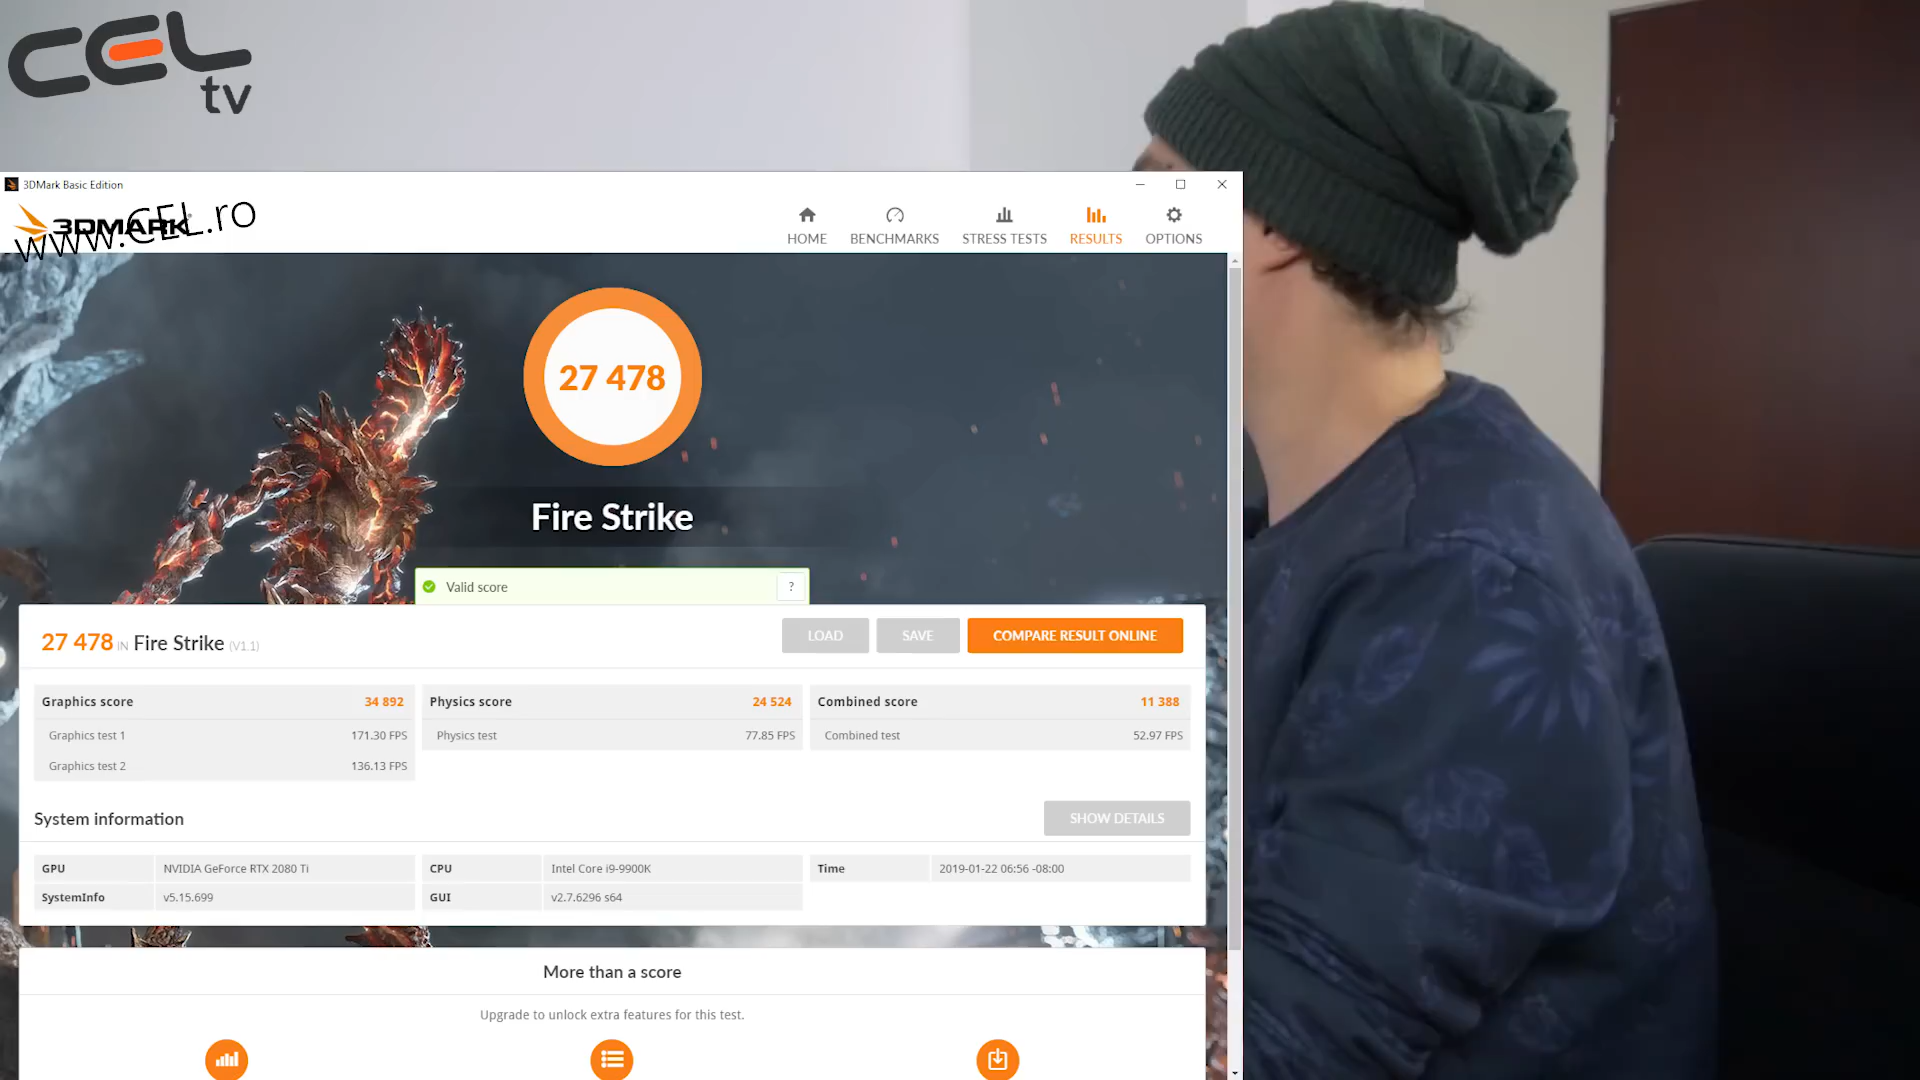 CEL
tv
3DMark Basic Edition
3DMARK
www.CEL.ro
HOME BENCHMARKS STRESS TESTS RESULTS OPTIONS
27 478
Fire Strike
Valid score ?
27 478 IN Fire Strike (V1.1)
LOAD SAVE COMPARE RESULT ONLINE
Graphics score 34 892 Physics score 24 524 Combined score 11 388
Graphics test 1 171.30 FPS Physics test 77.85 FPS Combined test 52.97 FPS
Graphics test 2 136.13 FPS
System information SHOW DETAILS
GPU NVIDIA GeForce RTX 2080 Ti CPU Intel Core i9-9900K Time 2019-01-22 06:56 -08:00
SystemInfo v5.15.699 GUI v2.7.6296 s64
More than a score
Upgrade to unlock extra features for this test.